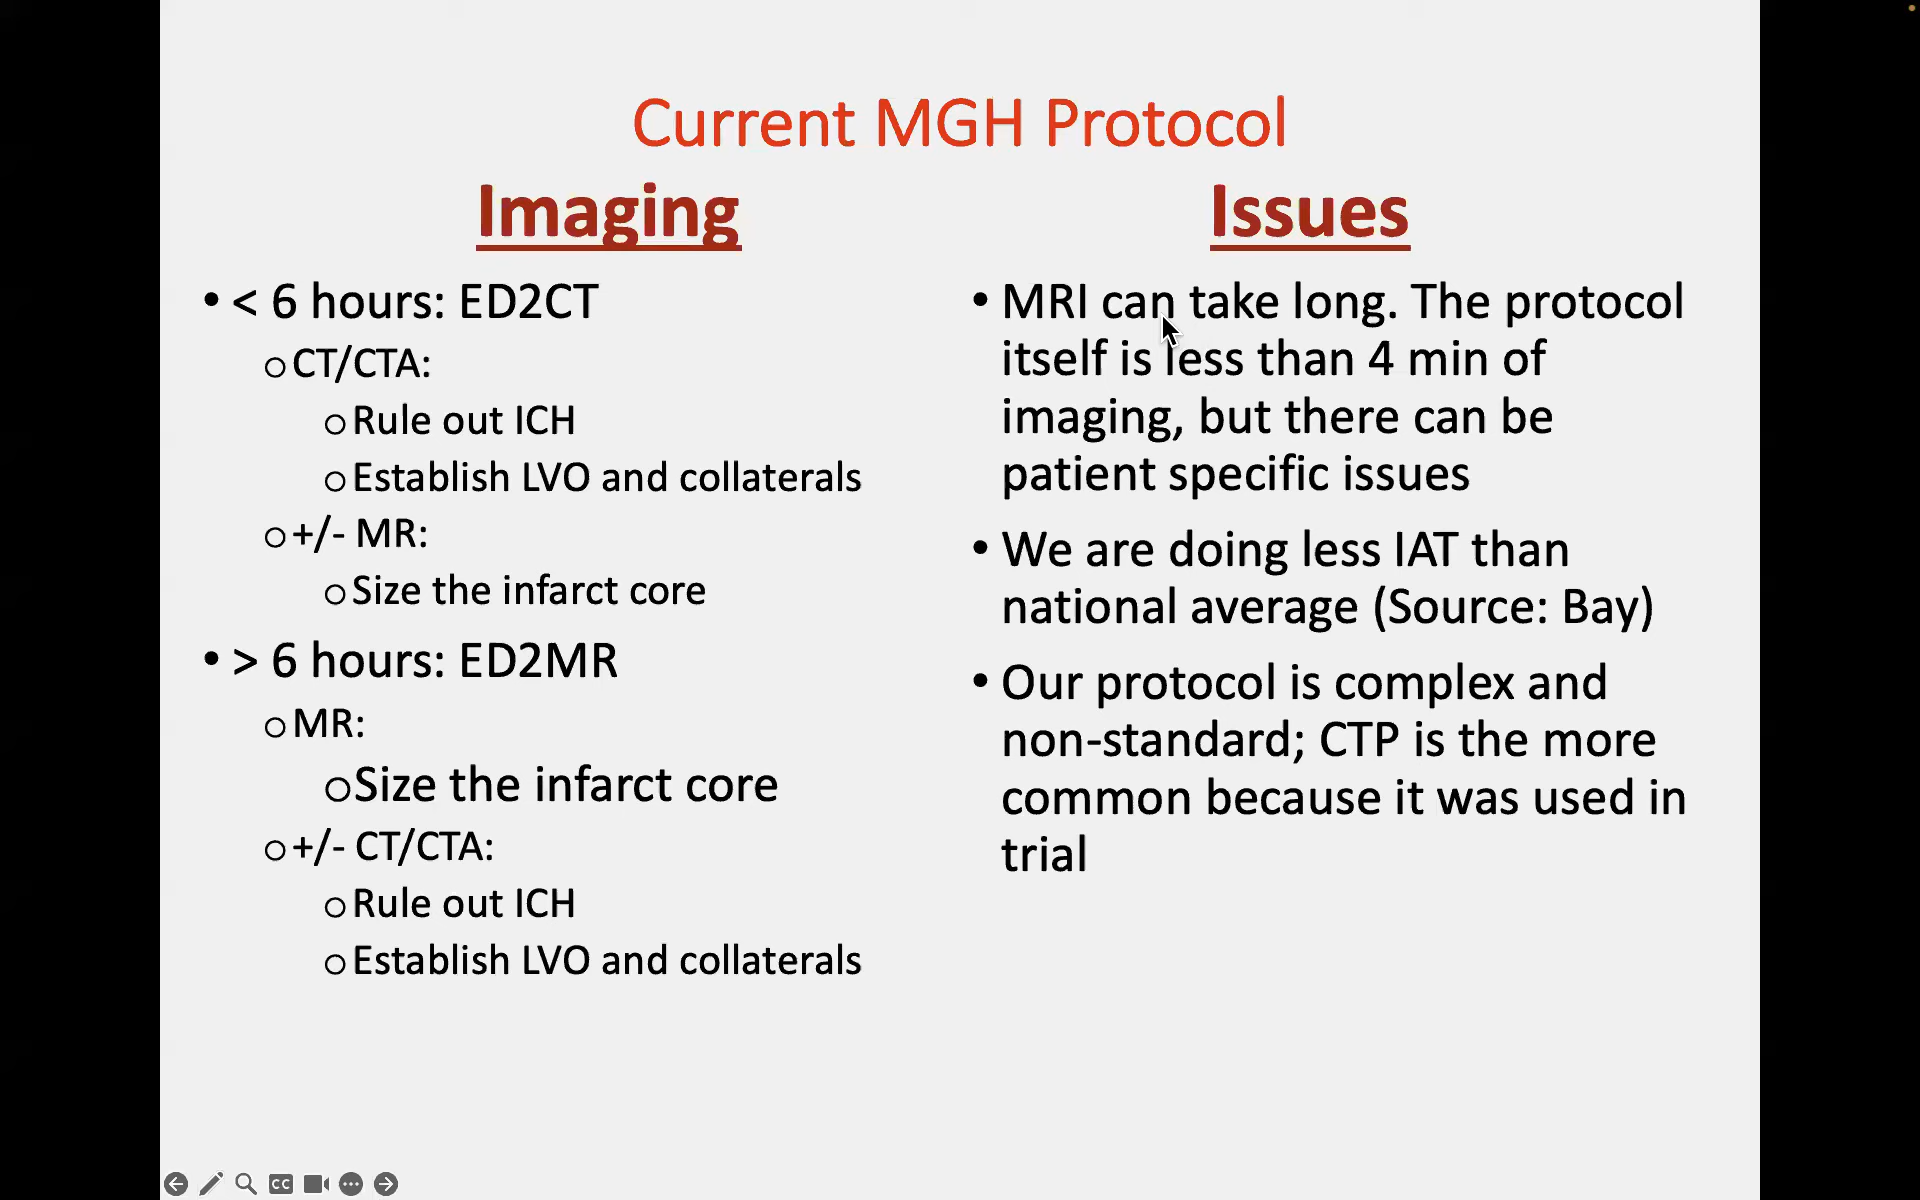 Current MGH Protocol
Imaging
• < 6 hours: ED2CT
o CT/CTA:
o Rule out ICH
o Establish LVO and collaterals
o +/- MR:
o Size the infarct core
• > 6 hours: ED2MR
o MR:
o Size the infarct core
o +/- CT/CTA:
o Rule out ICH
o Establish LVO and collaterals
Issues
• MRI can take long. The protocol
itself is less than 4 min of
imaging, but there can be
patient specific issues
• We are doing less IAT than
national average (Source: Bay)
• Our protocol is complex and
non-standard; CTP is the more
common because it was used in
trial
CC